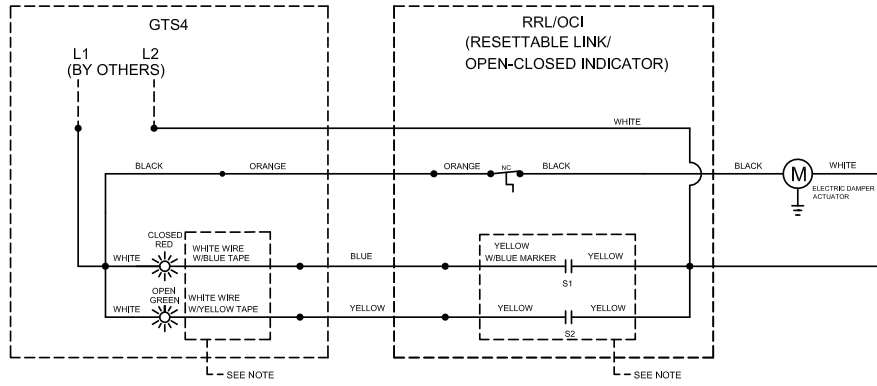 GTS4
L1 L2
(BY OTHERS)
RRL/OCI
(RESETTABLE LINK/
OPEN-CLOSED INDICATOR)
WHITE
BLACK ORANGE ORANGE NC BLACK BLACK M WHITE
ELECTRIC DAMPER
ACTUATOR
CLOSED
RED
WHITE WHITE WIRE
W/BLUE TAPE
BLUE
YELLOW
W/BLUE MARKER
YELLOW
S1
OPEN
GREEN
WHITE WHITE WIRE
W/YELLOW TAPE
YELLOW YELLOW YELLOW
S2
SEE NOTE SEE NOTE